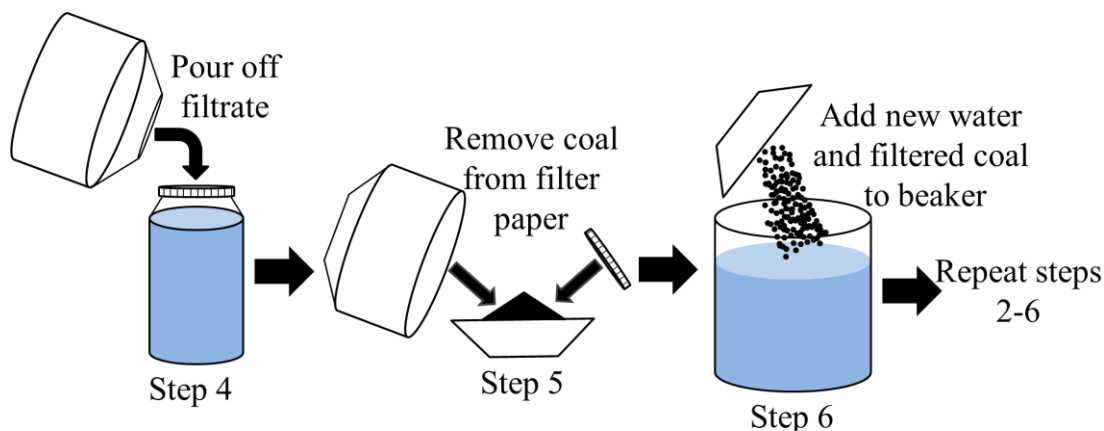 Pour off
filtrate
Step 4
Remove coal
from filter
paper
Step 5
Add new water
and filtered coal
to beaker
Step 6
Repeat steps
2-6